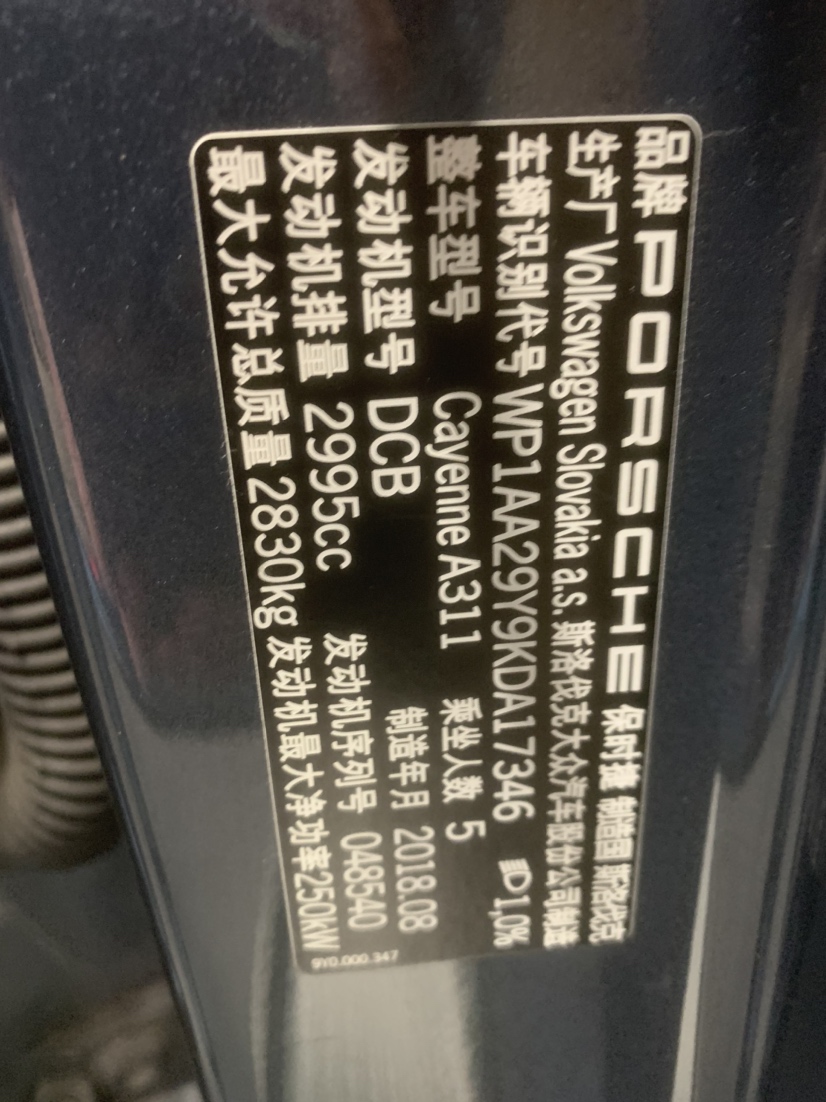 品牌 PORSCHE 保时捷 制造国 斯洛伐克
生产厂 Volkswagen Slovakia a.s. 斯洛伐克大众汽车股份公司制造
车辆识别代号 WP1AA29Y9KDA17346 1,0%
整车型号 Cayenne A311 乘坐人数 5
发动机型号 DCB 制造年月 2018.08
发动机排量 2995cc 发动机序列号 048540
最大允许总质量 2830kg 发动机最大净功率 250kW
9Y0.000.347